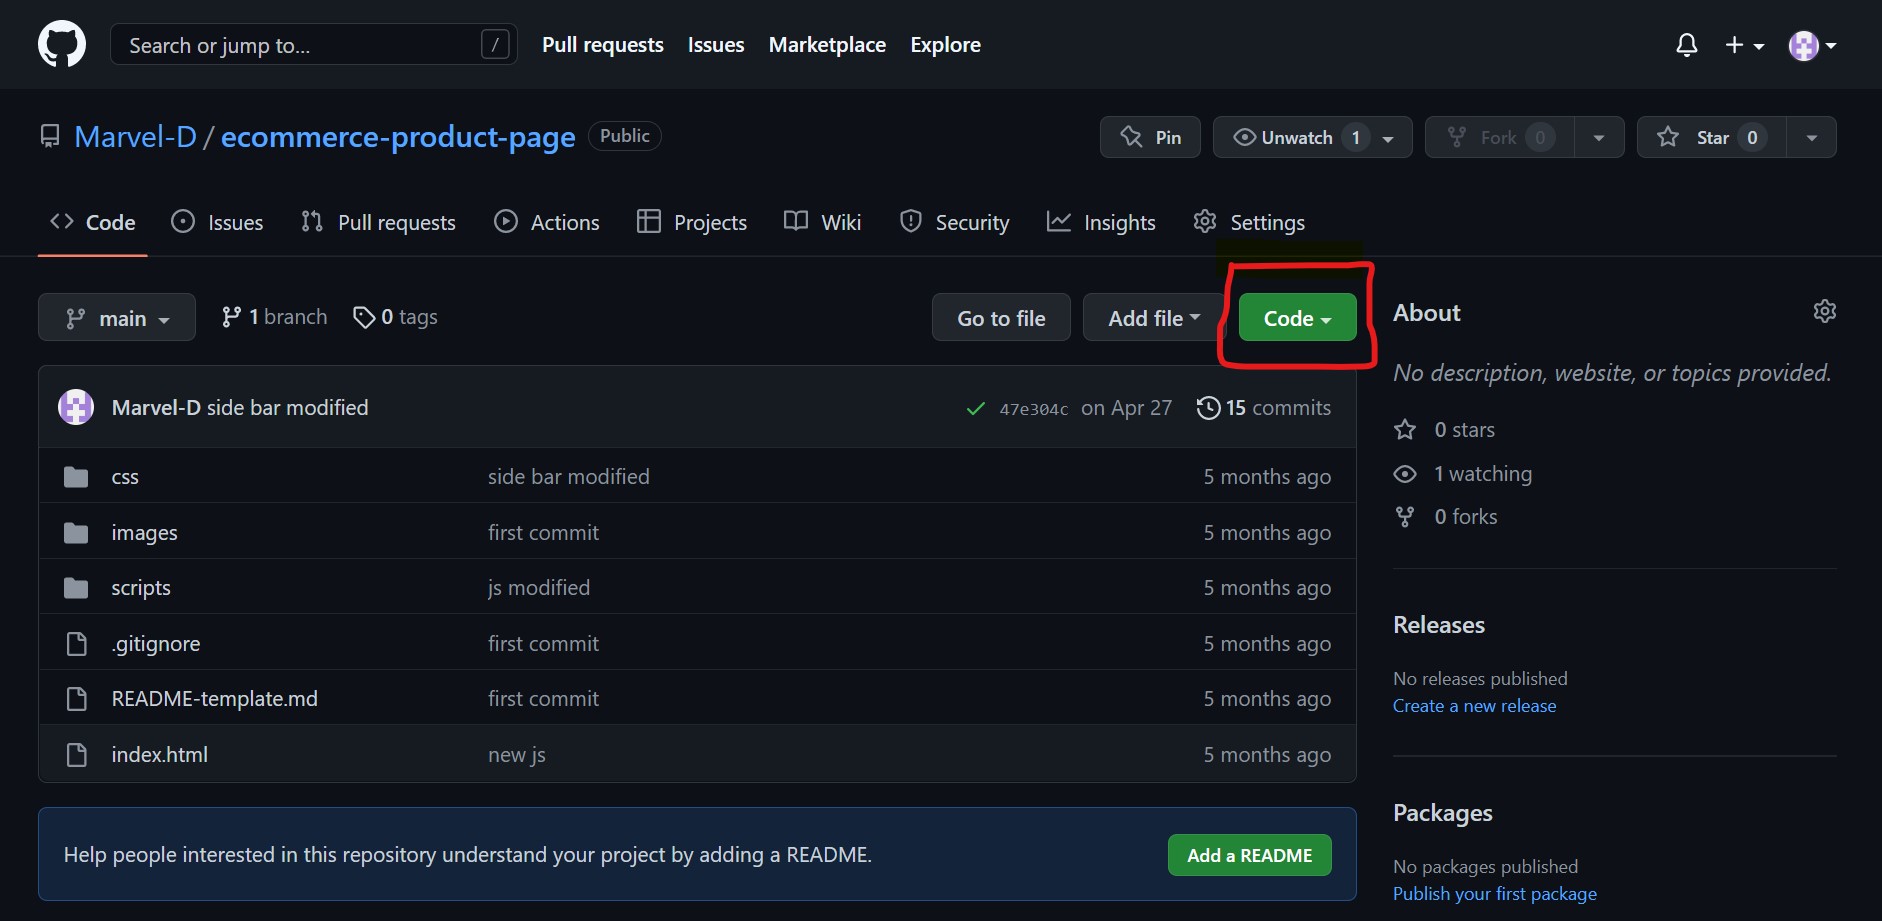 Search or jump to... /
Pull requests Issues Marketplace Explore
Marvel-D / ecommerce-product-page Public
Pin Unwatch 1 Fork 0 Star 0
Code Issues Pull requests Actions Projects Wiki Security Insights Settings
main 1 branch 0 tags Go to file Add file Code
Marvel-D side bar modified 47e304c on Apr 27 15 commits
css side bar modified 5 months ago
images first commit 5 months ago
scripts js modified 5 months ago
.gitignore first commit 5 months ago
README-template.md first commit 5 months ago
index.html new js 5 months ago
Help people interested in this repository understand your project by adding a README. Add a README
About
No description, website, or topics provided.
0 stars
1 watching
0 forks
Releases
No releases published
Create a new release
Packages
No packages published
Publish your first package